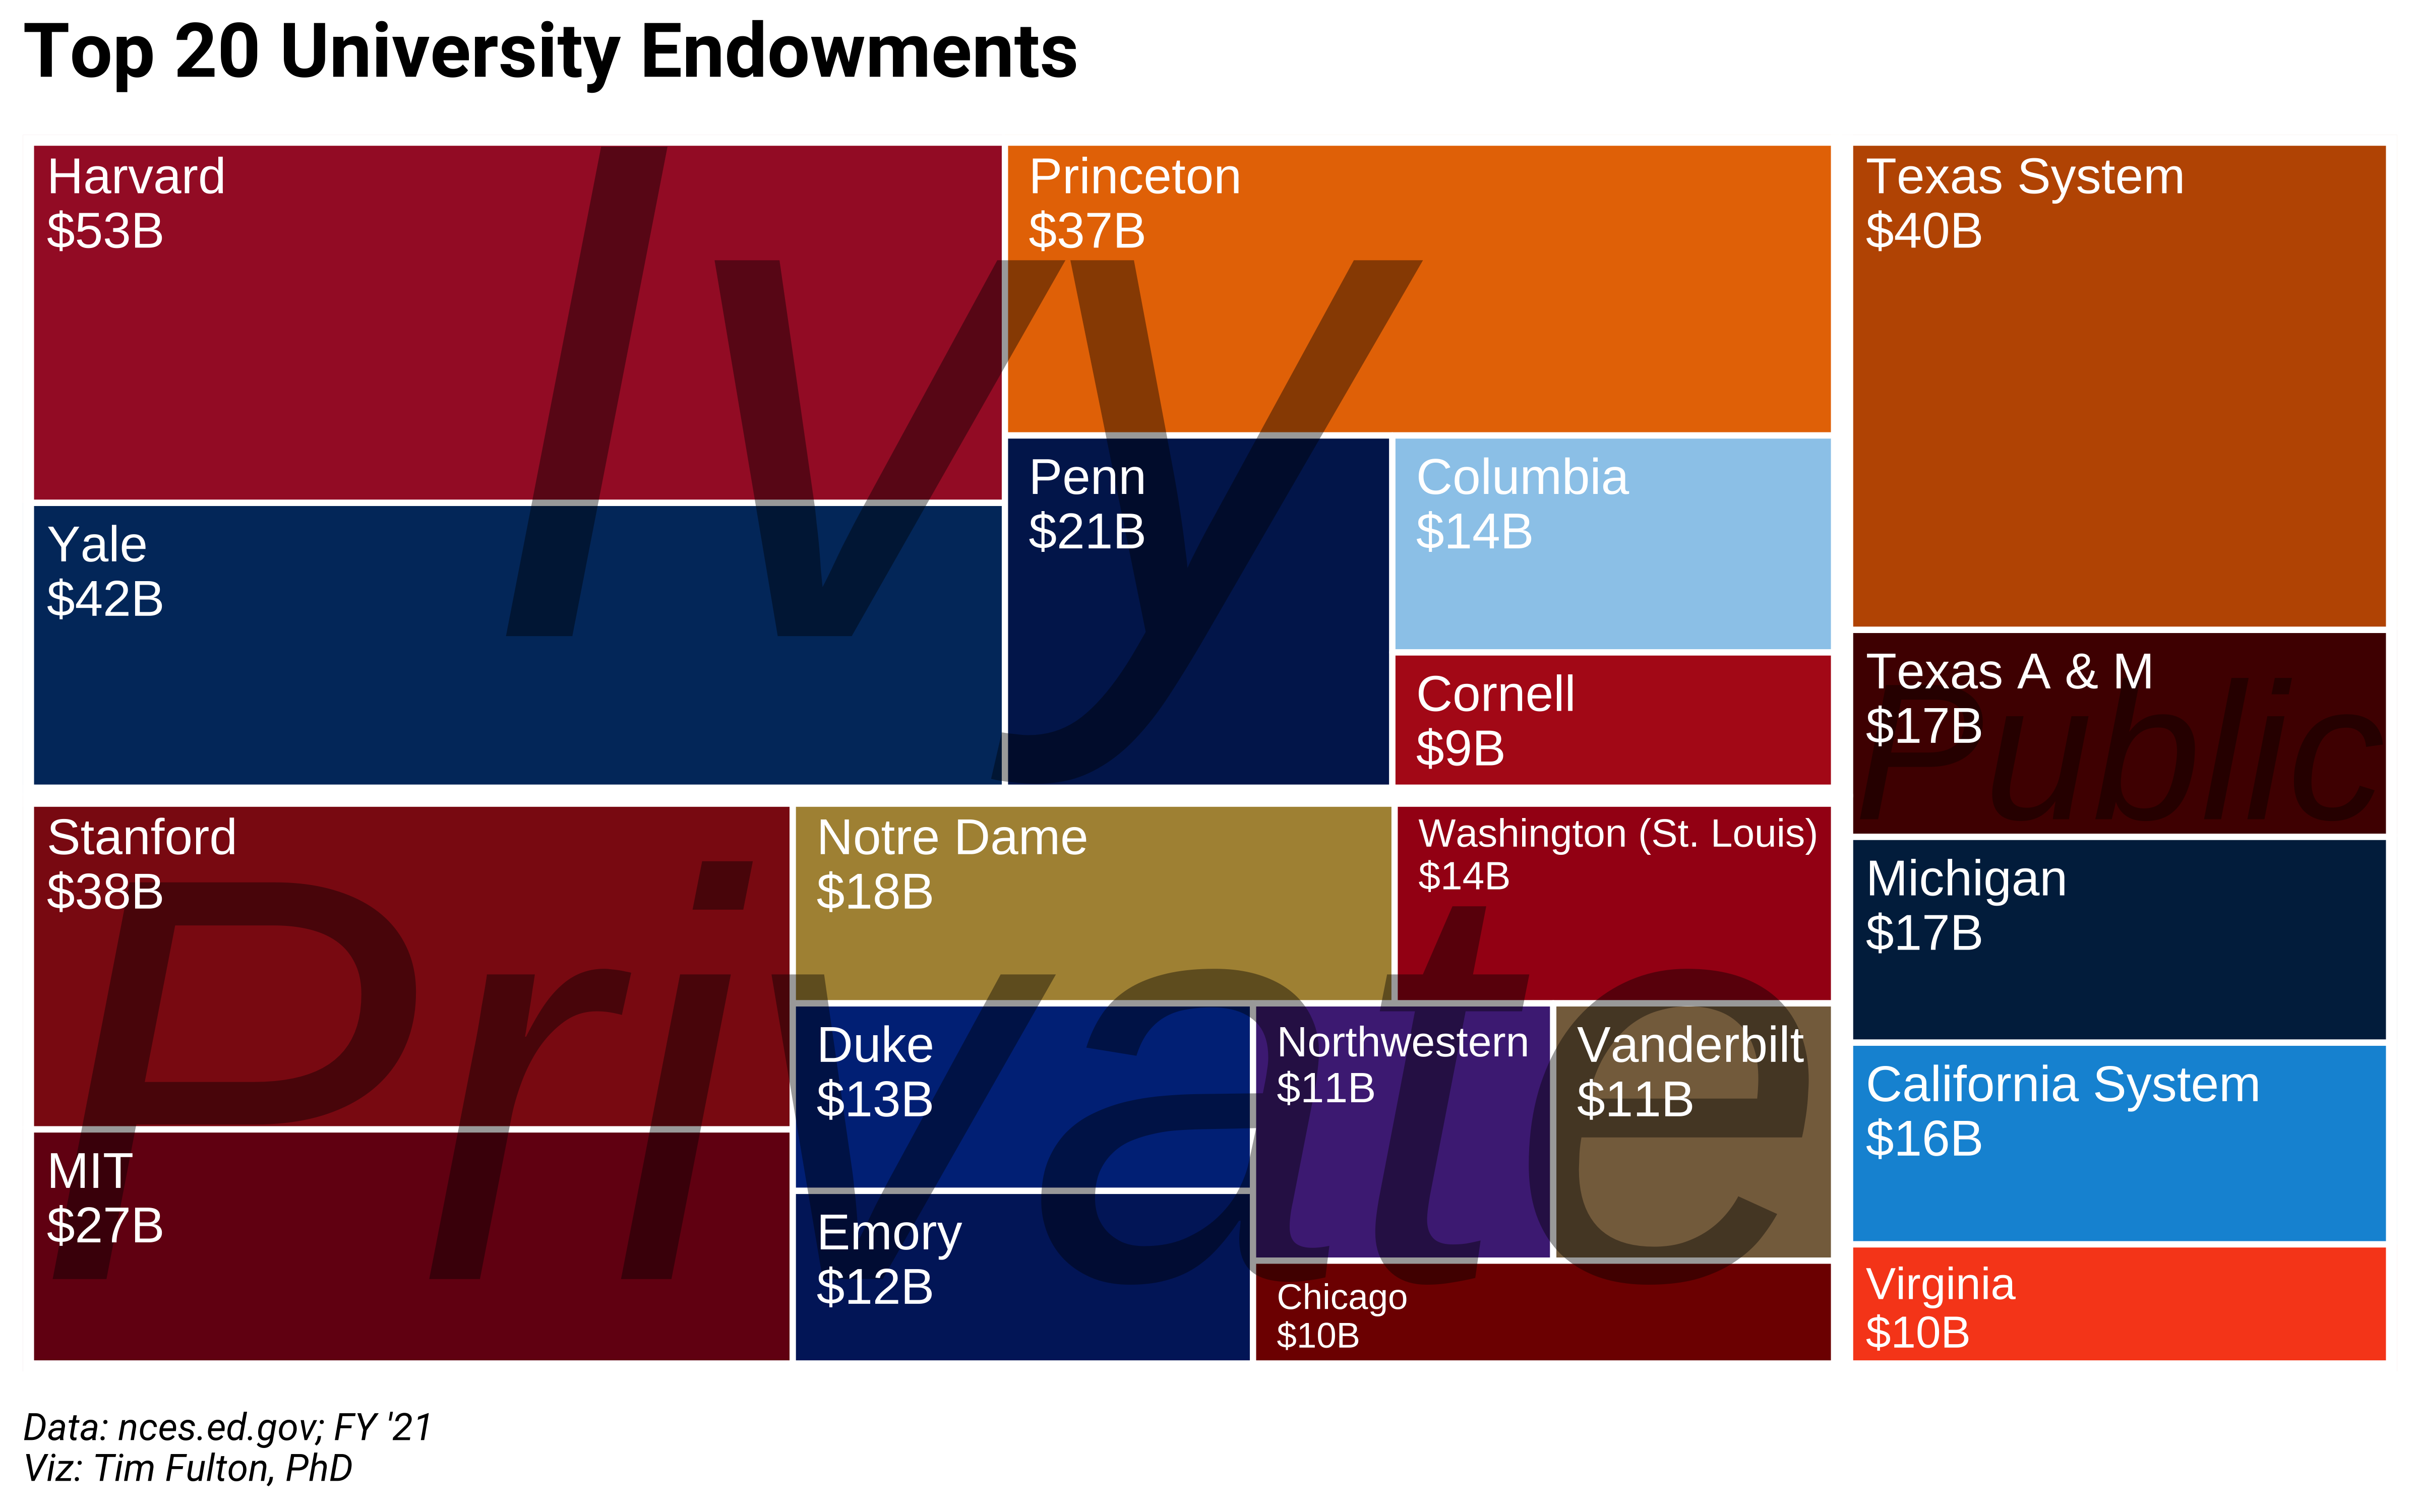 Top 20 University Endowments
Ivy
Harvard
$53B
Princeton
$37B
Yale
$42B
Penn
$21B
Columbia
$14B
Cornell
$9B
Private
Stanford
$38B
MIT
$27B
Notre Dame
$18B
Washington (St. Louis)
$14B
Duke
$13B
Emory
$12B
Northwestern
$11B
Vanderbilt
$11B
Chicago
$10B
Public
Texas System
$40B
Texas A & M
$17B
Michigan
$17B
California System
$16B
Virginia
$10B
Data: nces.ed.gov; FY '21
Viz: Tim Fulton, PhD